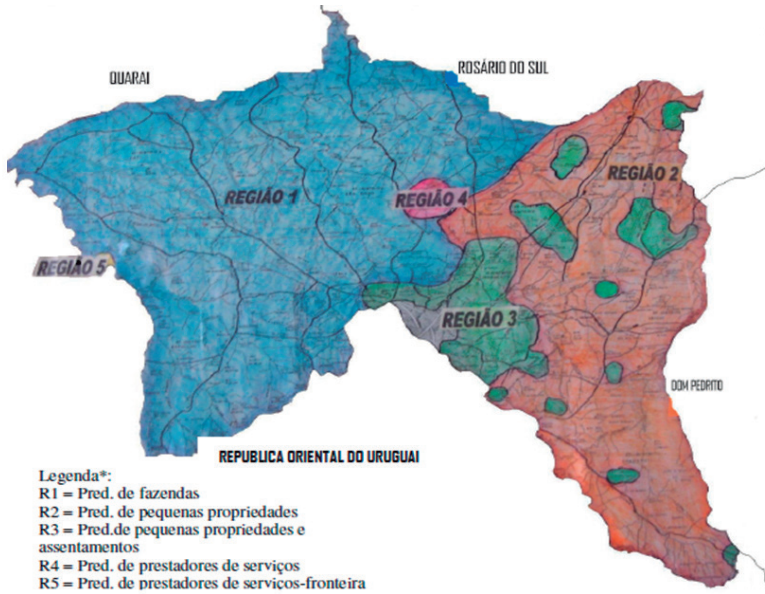 QUARAI
ROSÁRIO DO SUL
REGIÃO 2
REGIÃO 1
REGIÃO 4
REGIÃO 5
REGIÃO 3
DOM PEDRITO
REPUBLICA ORIENTAL DO URUGUAI
Legenda*:
R1 = Pred. de fazendas
R2 = Pred. de pequenas propriedades
R3 = Pred.de pequenas propriedades e
assentamentos
R4 = Pred. de prestadores de serviços
R5 = Pred. de prestadores de serviços-fronteira